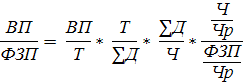 ВП/ФЗП = ВП/Т * Т/∑Д * ∑Д/Ч * (Ч/Чр)/(ФЗП/Чр)